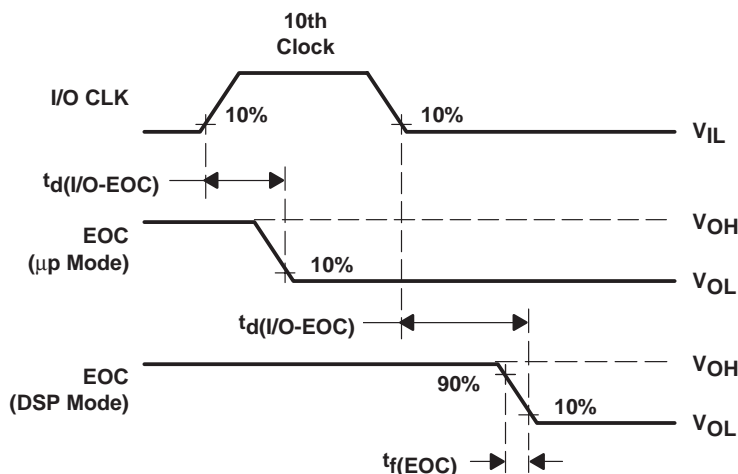 10th
Clock
I/O CLK
10%
10%
VIL
td(I/O-EOC)
EOC
(μp Mode)
10%
VOH
VOL
td(I/O-EOC)
EOC
(DSP Mode)
90%
10%
VOH
VOL
tf(EOC)